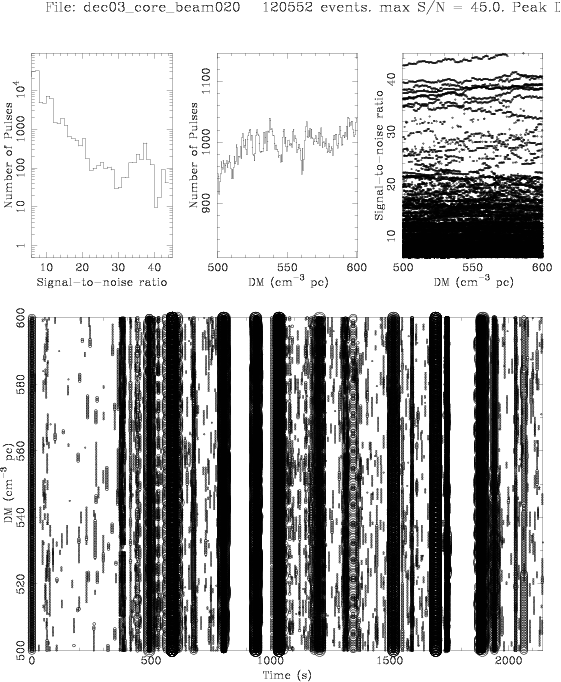 File: dec03_core_beam020 120552 events. max S/N = 45.0. Peak D
Number of Pulses
1 10 100 1000 10⁴
10 20 30 40
Signal-to-noise ratio
Number of Pulses
900 1000 1100
500 550 600
DM (cm⁻³ pc)
Signal-to-noise ratio
10 20 30 40
500 550 600
DM (cm⁻³ pc)
DM (cm⁻³ pc)
500 520 540 560 580 600
0 500 1000 1500 2000
Time (s)